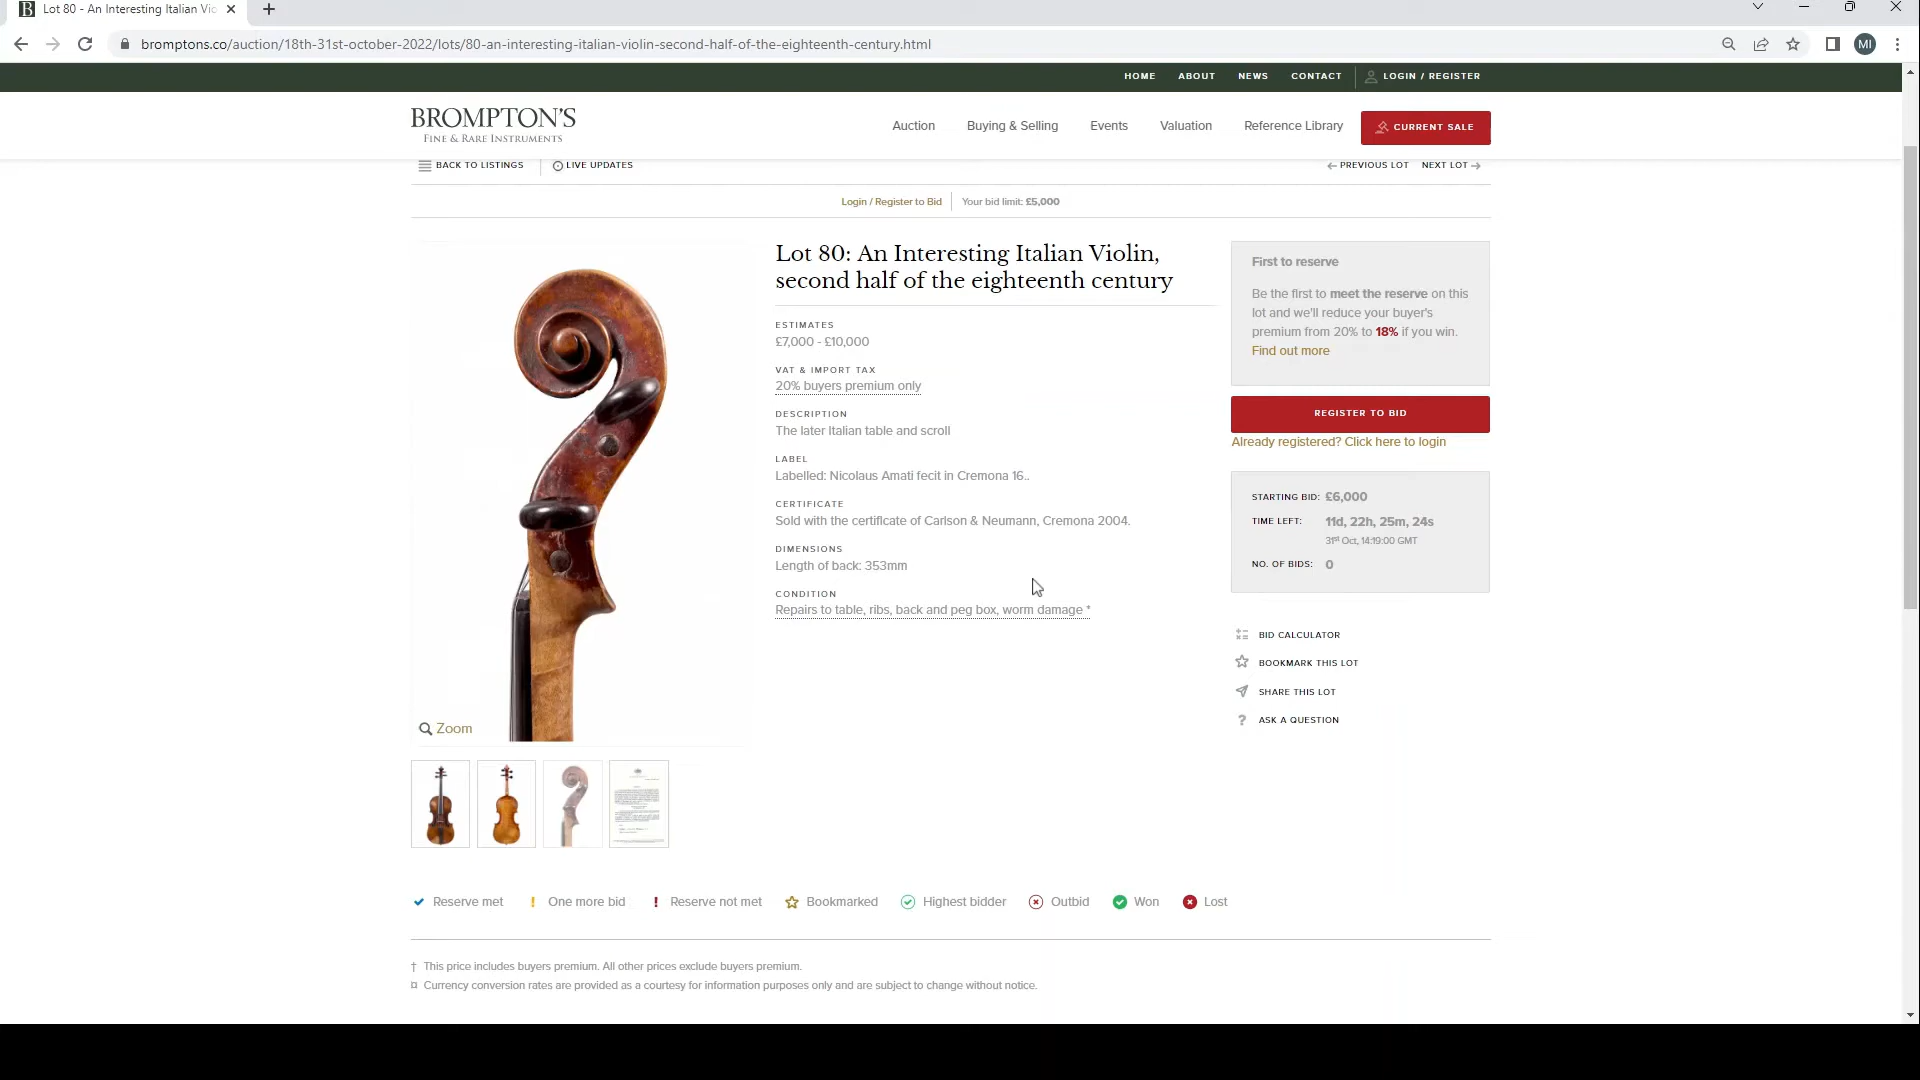 Lot 80 - An Interesting Italian Vio
bromptons.co/auction/18th-31st-october-2022/lots/80-an-interesting-italian-violin-second-half-of-the-eighteenth-century.html
MI
HOME ABOUT NEWS CONTACT LOGIN / REGISTER
BROMPTON'S
FINE & RARE INSTRUMENTS
Auction Buying & Selling Events Valuation Reference Library CURRENT SALE
BACK TO LISTINGS LIVE UPDATES PREVIOUS LOT NEXT LOT
Login / Register to Bid Your bid limit: £5,000
Lot 80: An Interesting Italian Violin,
second half of the eighteenth century
ESTIMATES
£7,000 - £10,000
VAT & IMPORT TAX
20% buyers premium only
DESCRIPTION
The later Italian table and scroll
LABEL
Labelled: Nicolaus Amati fecit in Cremona 16..
CERTIFICATE
Sold with the certificate of Carlson & Neumann, Cremona 2004.
DIMENSIONS
Length of back: 353mm
CONDITION
Repairs to table, ribs, back and peg box, worm damage *
First to reserve
Be the first to meet the reserve on this
lot and we'll reduce your buyer's
premium from 20% to 18% if you win.
Find out more
REGISTER TO BID
Already registered? Click here to login
STARTING BID: £6,000
TIME LEFT: 11d, 22h, 25m, 24s
31st Oct, 14:19:00 GMT
NO. OF BIDS: 0
BID CALCULATOR
BOOKMARK THIS LOT
SHARE THIS LOT
? ASK A QUESTION
Zoom
Reserve met ! One more bid ! Reserve not met Bookmarked Highest bidder Outbid Won Lost
† This price includes buyers premium. All other prices exclude buyers premium.
¤ Currency conversion rates are provided as a courtesy for information purposes only and are subject to change without notice.